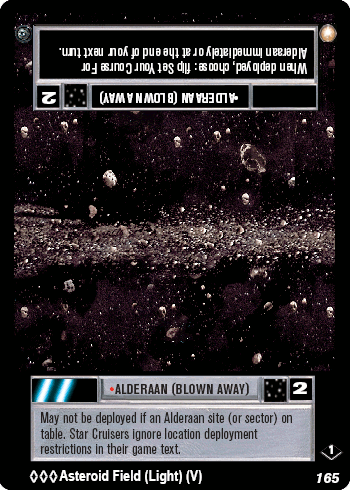 When deployed, choose: flip Set Your Course For
Alderaan immediately or at the end of your next turn.
•ALDERAAN (BLOWN AWAY)
2
•ALDERAAN (BLOWN AWAY)
2
May not be deployed if an Alderaan site (or sector) on
table. Star Cruisers ignore location deployment
restrictions in their game text.
1
◊◊◊Asteroid Field (Light) (V)
165